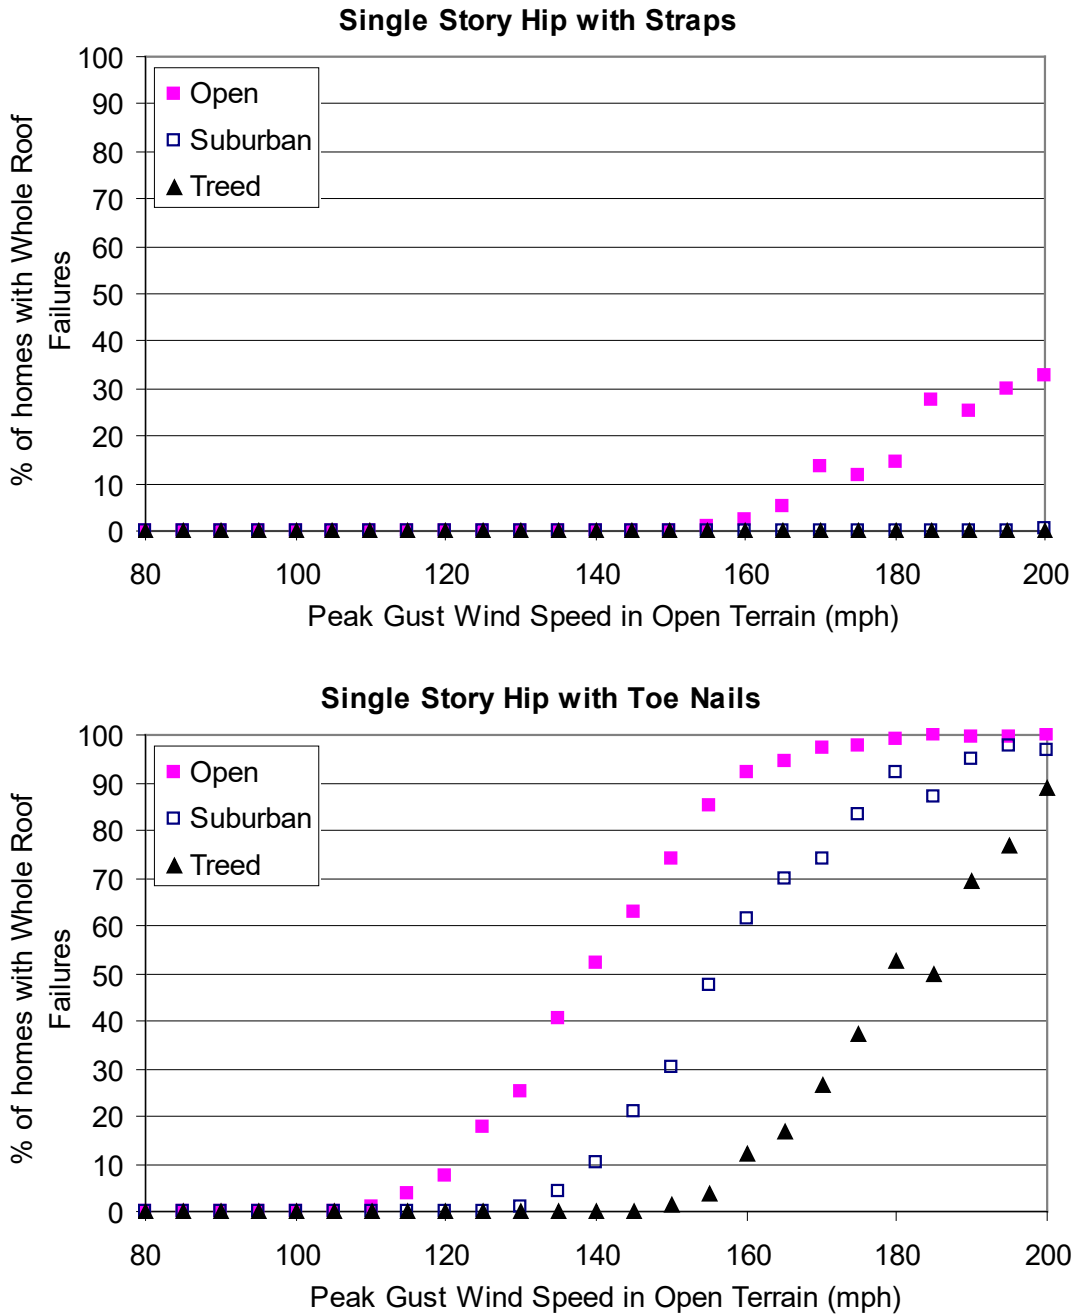 Single Story Hip with Straps
100
90
80
70
60
50
40
30
20
10
0
% of homes with Whole Roof
Failures
Open
Suburban
Treed
80 100 120 140 160 180 200
Peak Gust Wind Speed in Open Terrain (mph)
Single Story Hip with Toe Nails
100
90
80
70
60
50
40
30
20
10
0
% of homes with Whole Roof
Failures
Open
Suburban
Treed
80 100 120 140 160 180 200
Peak Gust Wind Speed in Open Terrain (mph)